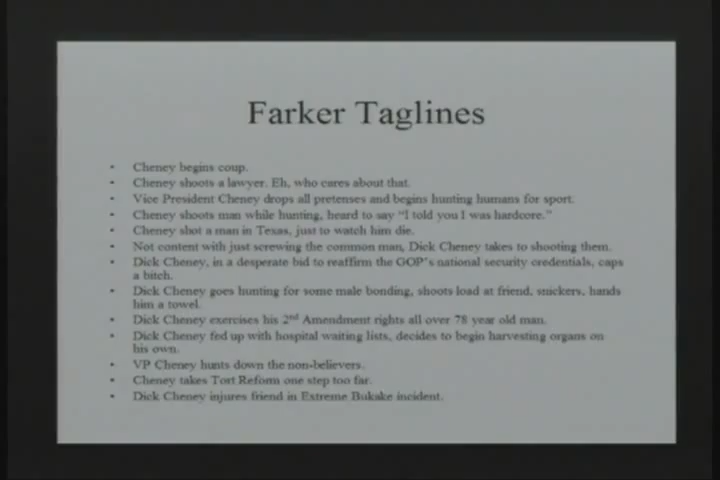 Farker Taglines
• Cheney begins coup.
• Cheney shoots a lawyer. Eh, who cares about that.
• Vice President Cheney drops all pretenses and begins hunting humans for sport.
• Cheney shoots man while hunting, heard to say “I told you I was hardcore.”
• Cheney shot a man in Texas, just to watch him die.
• Not content with just screwing the common man, Dick Cheney takes to shooting them.
• Dick Cheney, in a desperate bid to reaffirm the GOP’s national security credentials, caps
a bitch.
• Dick Cheney goes hunting for some male bonding, shoots load at friend, snickers, hands
him a towel.
• Dick Cheney exercises his 2nd Amendment rights all over 78 year old man.
• Dick Cheney fed up with hospital waiting lists, decides to begin harvesting organs on
his own.
• VP Cheney hunts down the non-believers.
• Cheney takes Tort Reform one step too far.
• Dick Cheney injures friend in Extreme Bukake incident.